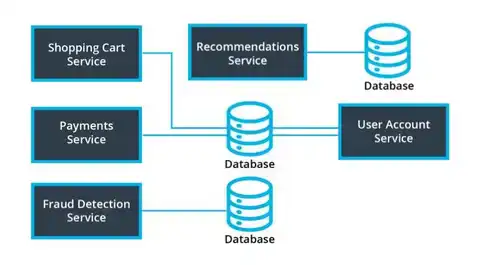 Shopping Cart
Service
Recommendations
Service
Database
Payments
Service
Database
User Account
Service
Fraud Detection
Service
Database